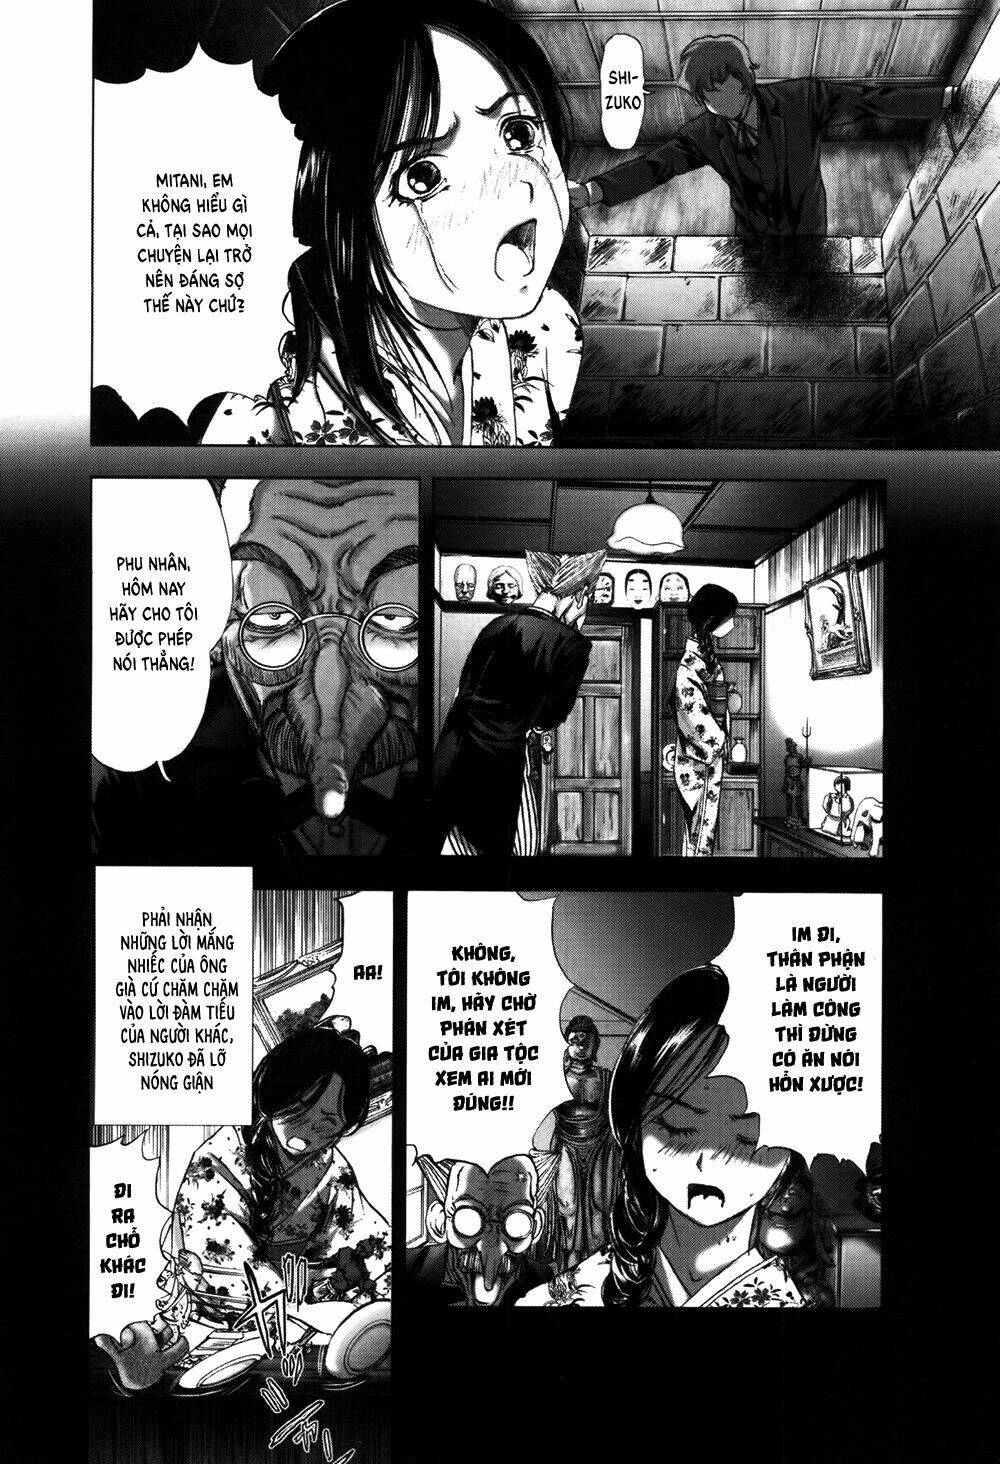 SHI-
ZUKO
MITANI, EM
KHÔNG HIỂU GÌ
CẢ, TẠI SAO MỌI
CHUYỆN LẠI TRỞ
NÊN ĐÁNG SỢ
THẾ NÀY CHỨ?
PHU NHÂN,
HÔM NAY
HÃY CHO TÔI
ĐƯỢC PHÉP
NÓI THẲNG!
IM ĐI,
THÂN PHẬN
LÀ NGƯỜI
LÀM CÔNG
THÌ ĐỪNG
CÓ ĂN NÓI
HỖN XƯỢC!
KHÔNG,
TÔI KHÔNG
IM, HÃY CHỜ
PHÁN XÉT
CỦA GIA TỘC
XEM AI MỚI
ĐÚNG!!
PHẢI NHẬN
NHỮNG LỜI MẮNG
NHIẾC CỦA ÔNG
GIÀ CỨ CHĂM CHĂM
VÀO LỜI ĐÀM TIẾU
CỦA NGƯỜI KHÁC,
SHIZUKO ĐÃ LỠ
NÓNG GIẬN
AA!
ĐI
RA
CHỖ
KHÁC
ĐI!